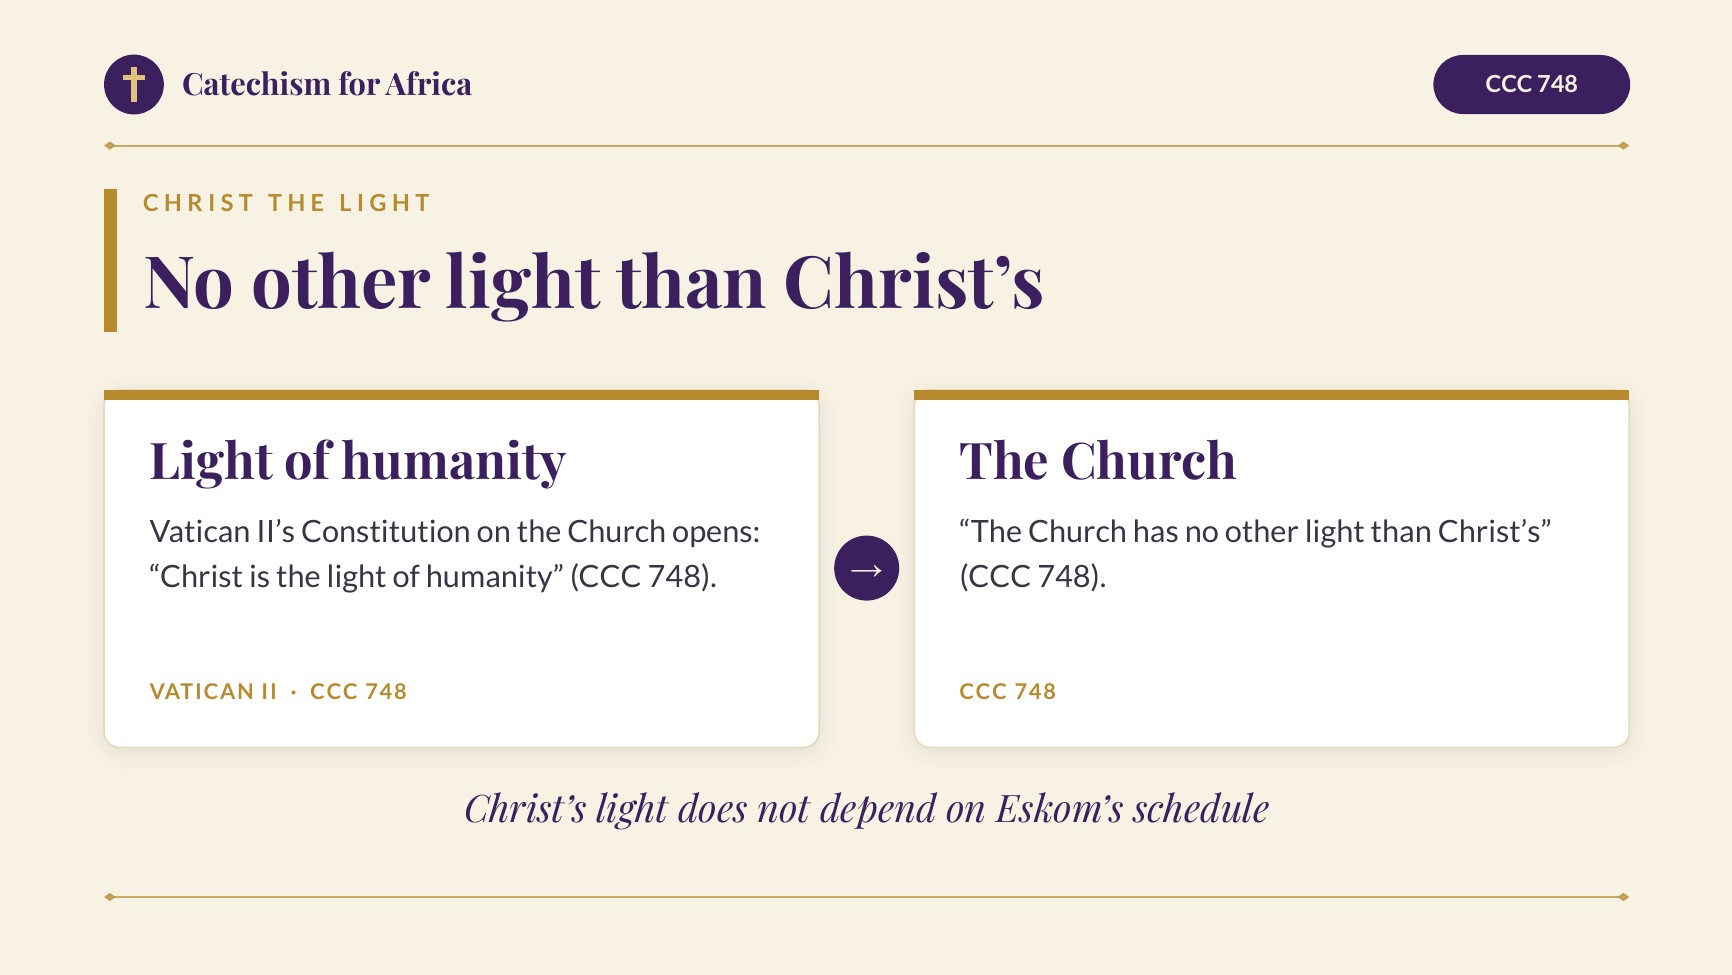 Catechism for Africa
CCC 748
CHRIST THE LIGHT
No other light than Christ’s
Light of humanity
Vatican II’s Constitution on the Church opens:
“Christ is the light of humanity” (CCC 748).
VATICAN II · CCC 748
→
The Church
“The Church has no other light than Christ’s”
(CCC 748).
CCC 748
Christ’s light does not depend on Eskom’s schedule